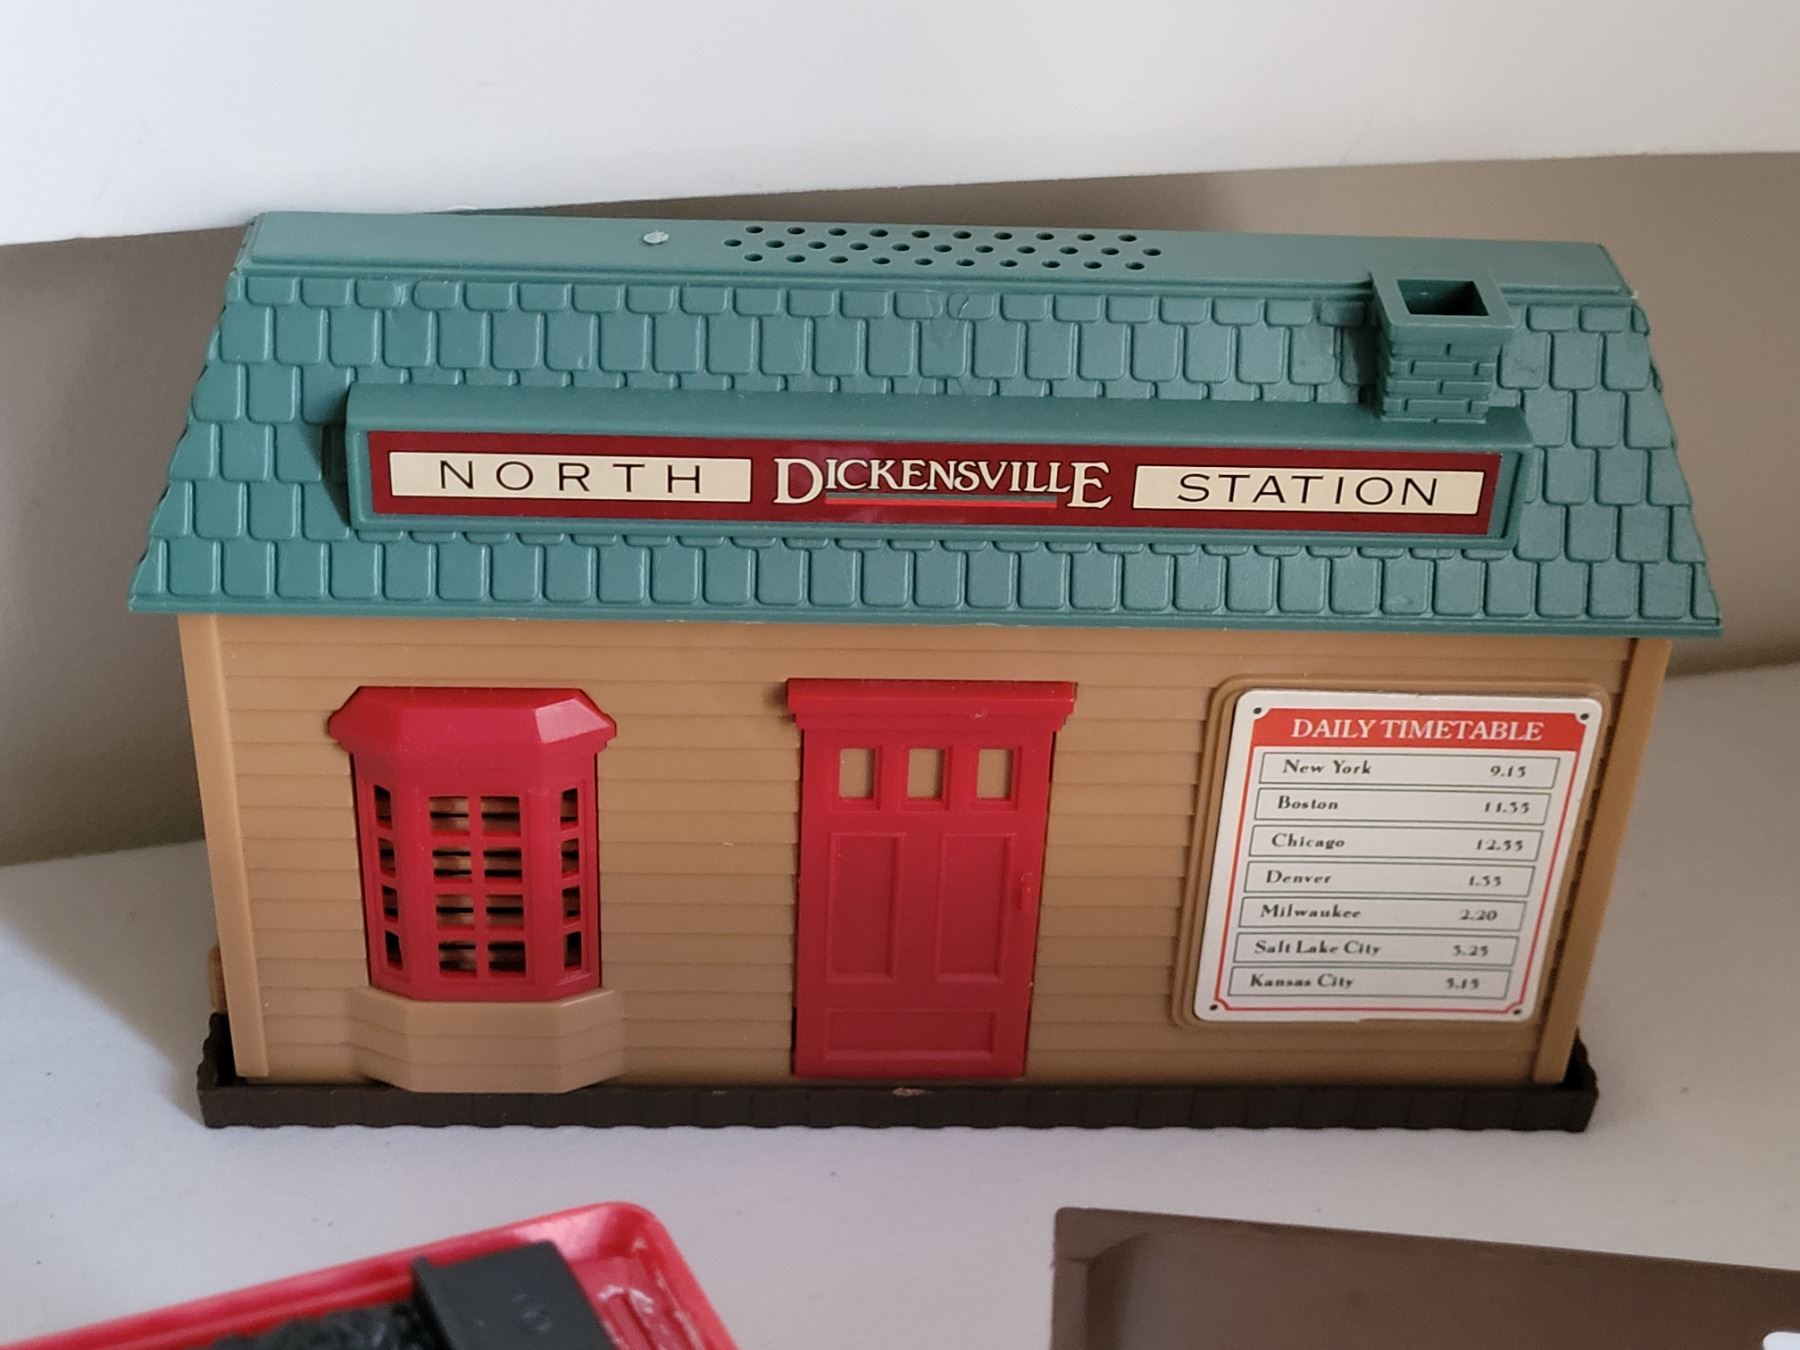 NORTH DICKENSVILLE STATION
DAILY TIMETABLE
New York 9.15
Boston 11.35
Chicago 12.55
Denver 1.35
Milwaukee 2.20
Salt Lake City 3.25
Kansas City 5.15